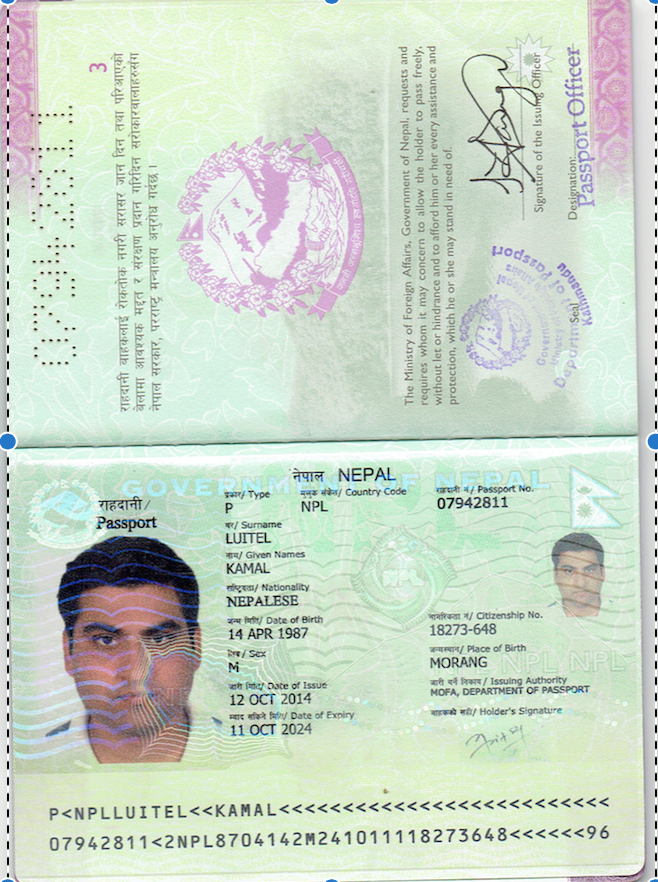 07942811
3
राहदानी वाहकलाई रोकतोक नगरी सरासर जान दिन तथा परिआएको
बेलामा आवश्यक मद्दत र संरक्षण प्रदान गरिदिन सरोकारवालाहरुसँग
नेपाल सरकार, परराष्ट्र मन्त्रालय अनुरोध गर्दछ।
The Ministry of Foreign Affairs, Government of Nepal, requests and
requires whom it may concern to allow the holder to pass freely,
without let or hindrance and to afford him or her every assistance and
protection, which he or she may stand in need of.
Signature of the Issuing Officer
Designation:
Passport Officer
Seal
of Passport
Kathmandu
GOVERNMENT OF NEPAL
नेपाल NEPAL
राहदानी/
Passport
प्रकार/ Type
P
मुलुक संकेत/ Country Code
NPL
राहदानी नं/ Passport No.
07942811
थर/ Surname
LUITEL
नाम/ Given Names
KAMAL
राष्ट्रियता/ Nationality
NEPALESE
जन्म मिति/ Date of Birth
14 APR 1987
नागरिकता नं/ Citizenship No.
18273-648
लिङ्ग/ Sex
M
जन्मस्थान/ Place of Birth
MORANG
NPL NPL
जारी मिति/ Date of Issue
12 OCT 2014
जारी गर्ने निकाय/ Issuing Authority
MOFA, DEPARTMENT OF PASSPORT
म्याद सकिने मिति/ Date of Expiry
11 OCT 2024
वाहकको सही/ Holder's Signature
NPL
P<NPLLUITEL<<KAMAL<<<<<<<<<<<<<<<<<<<<<<<<<<
07942811<2NPL8704142M241011118273648<<<<<<96